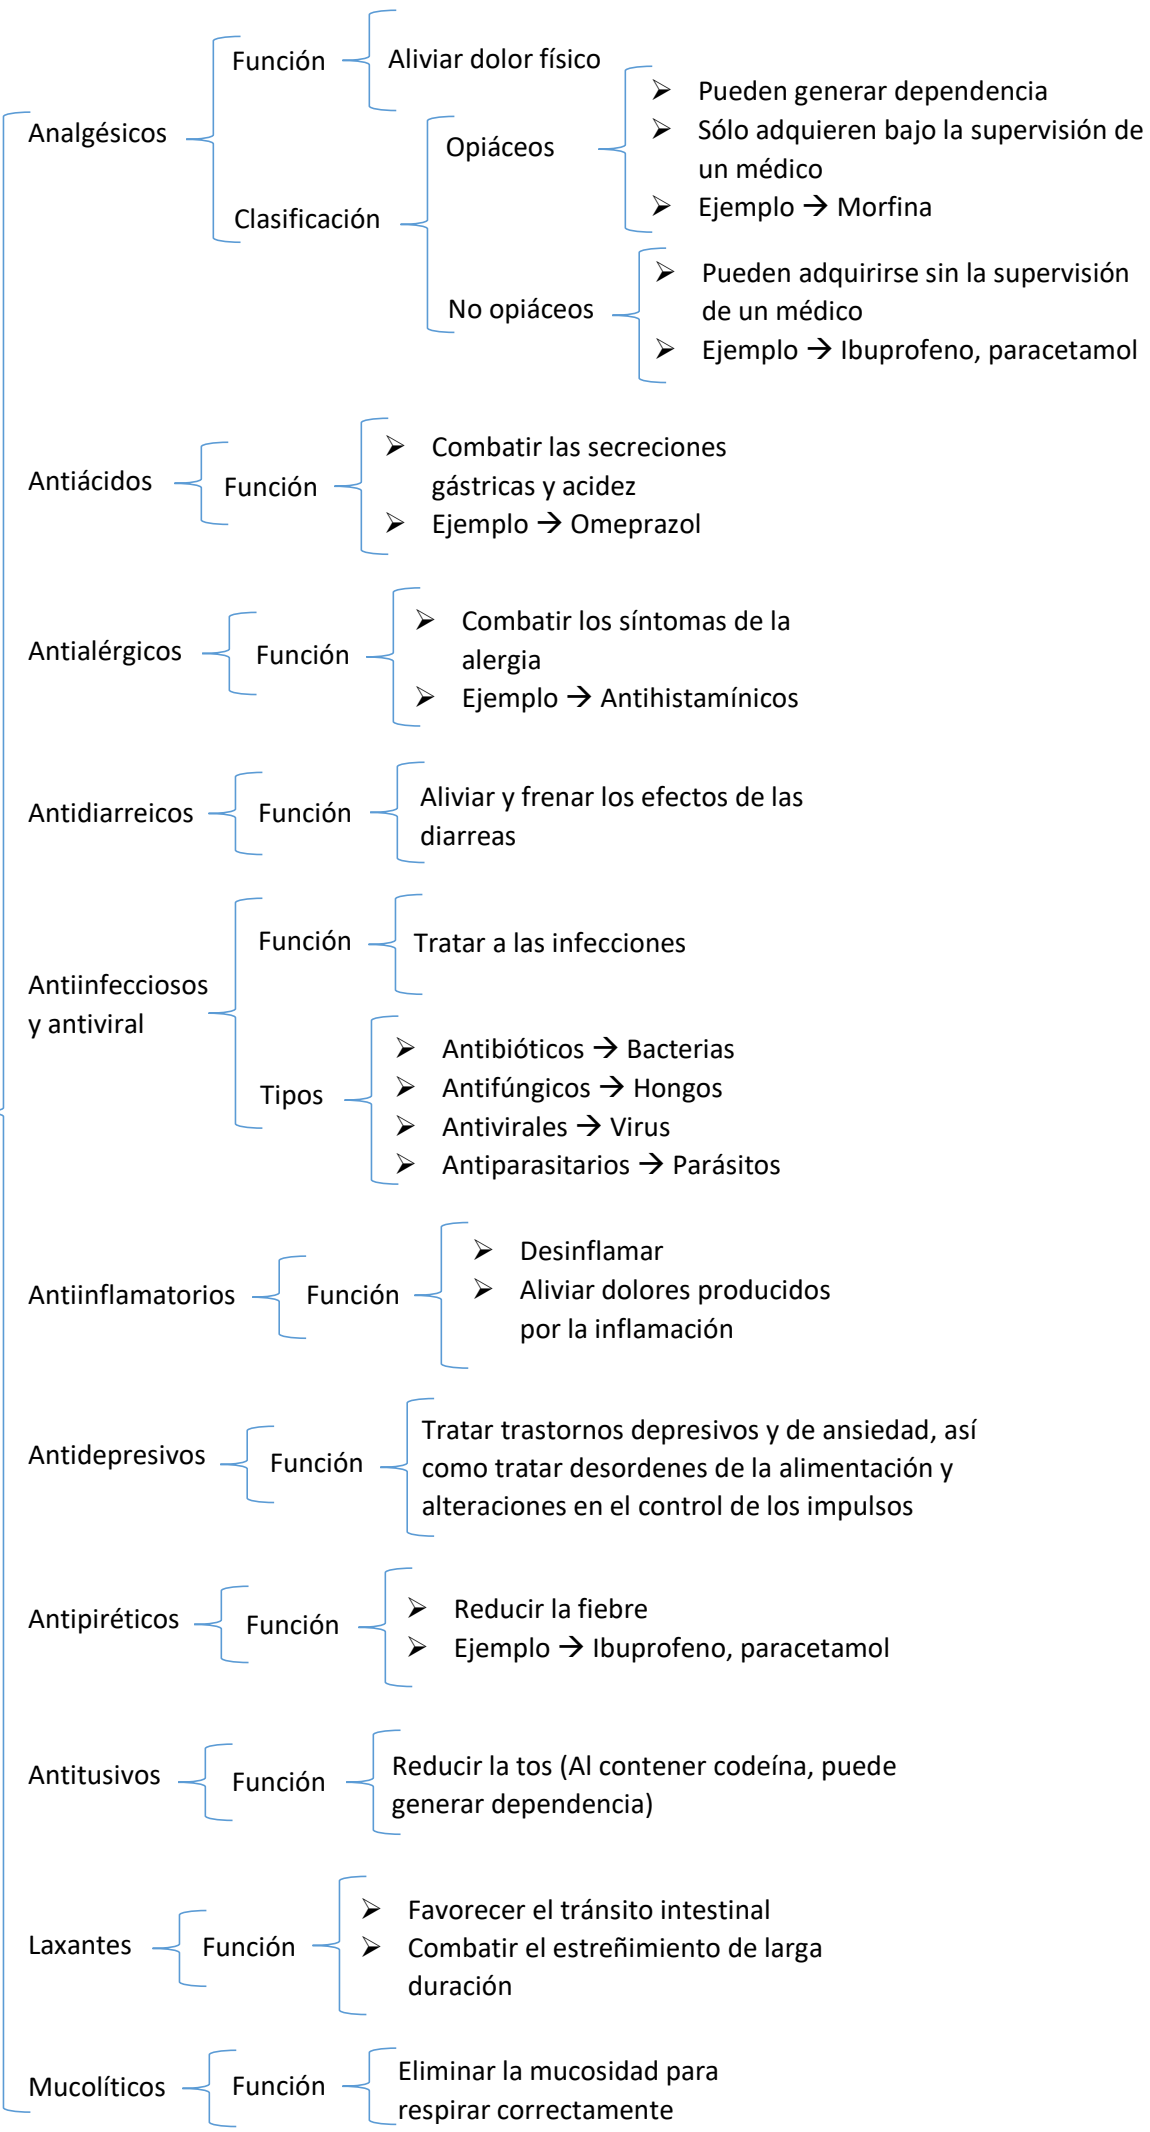 Analgésicos
Función
Aliviar dolor físico
Clasificación
Opiáceos
➢ Pueden generar dependencia
➢ Sólo adquieren bajo la supervisión de
un médico
➢ Ejemplo → Morfina
No opiáceos
➢ Pueden adquirirse sin la supervisión
de un médico
➢ Ejemplo → Ibuprofeno, paracetamol
Antiácidos
Función
➢ Combatir las secreciones
gástricas y acidez
➢ Ejemplo → Omeprazol
Antialérgicos
Función
➢ Combatir los síntomas de la
alergia
➢ Ejemplo → Antihistamínicos
Antidiarreicos
Función
Aliviar y frenar los efectos de las
diarreas
Antiinfecciosos
y antiviral
Función
Tratar a las infecciones
Tipos
➢ Antibióticos → Bacterias
➢ Antifúngicos → Hongos
➢ Antivirales → Virus
➢ Antiparasitarios → Parásitos
Antiinflamatorios
Función
➢ Desinflamar
➢ Aliviar dolores producidos
por la inflamación
Antidepresivos
Función
Tratar trastornos depresivos y de ansiedad, así
como tratar desordenes de la alimentación y
alteraciones en el control de los impulsos
Antipiréticos
Función
➢ Reducir la fiebre
➢ Ejemplo → Ibuprofeno, paracetamol
Antitusivos
Función
Reducir la tos (Al contener codeína, puede
generar dependencia)
Laxantes
Función
➢ Favorecer el tránsito intestinal
➢ Combatir el estreñimiento de larga
duración
Mucolíticos
Función
Eliminar la mucosidad para
respirar correctamente